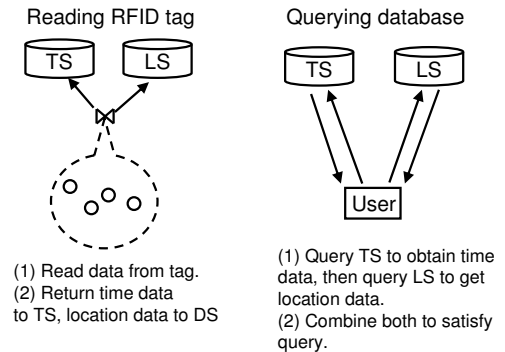 Reading RFID tag
TS
LS
(1) Read data from tag.
(2) Return time data
to TS, location data to DS
Querying database
TS
LS
User
(1) Query TS to obtain time
data, then query LS to get
location data.
(2) Combine both to satisfy
query.